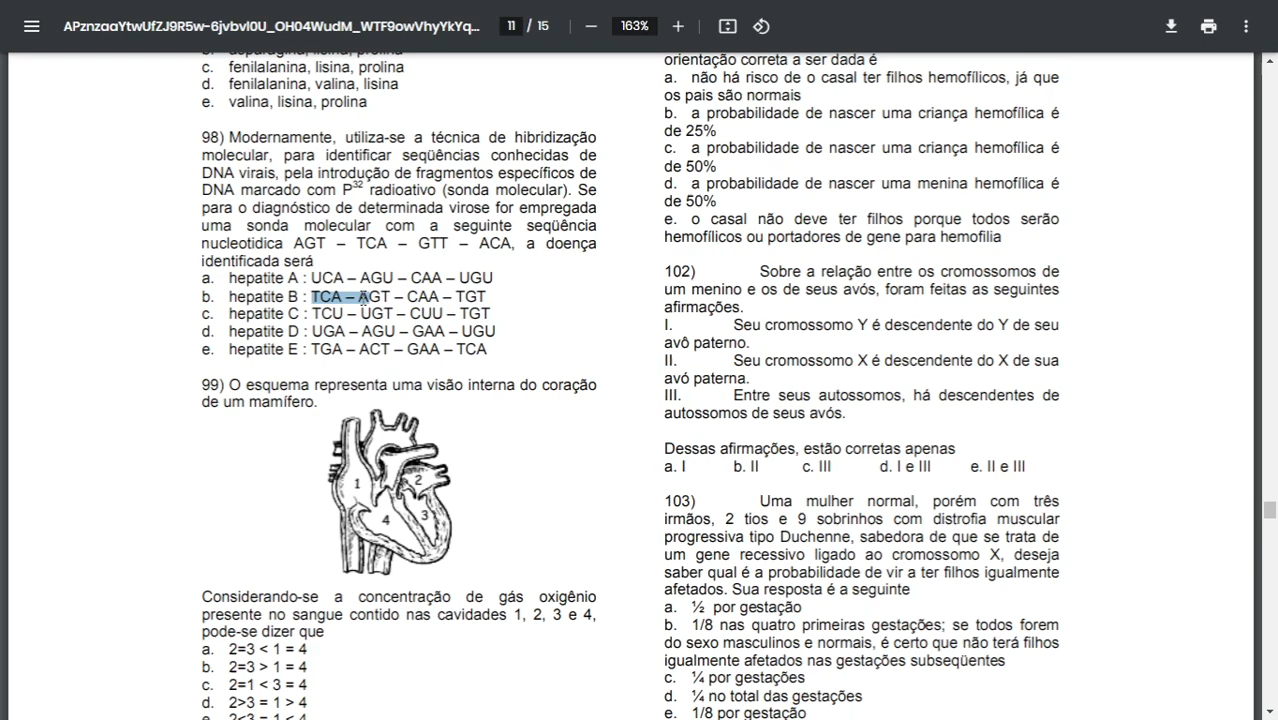 APznzaaYtwUfZJ9R5w-6jvbvl0U_OH04WudM_WTF9owVhyYkYq...
11 / 15
163%
b. asparagina, lisina, prolina
c. fenilalanina, lisina, prolina
d. fenilalanina, valina, lisina
e. valina, lisina, prolina
98) Modernamente, utiliza-se a técnica de hibridização
molecular, para identificar seqüências conhecidas de
DNA virais, pela introdução de fragmentos específicos de
DNA marcado com P32 radioativo (sonda molecular). Se
para o diagnóstico de determinada virose for empregada
uma sonda molecular com a seguinte seqüência
nucleotidica AGT – TCA – GTT – ACA, a doença
identificada será
a. hepatite A : UCA – AGU – CAA – UGU
b. hepatite B : TCA – AGT – CAA – TGT
c. hepatite C : TCU – UGT – CUU – TGT
d. hepatite D : UGA – AGU – GAA – UGU
e. hepatite E : TGA – ACT – GAA – TCA
99) O esquema representa uma visão interna do coração
de um mamífero.
1
2
3
4
Considerando-se a concentração de gás oxigênio
presente no sangue contido nas cavidades 1, 2, 3 e 4,
pode-se dizer que
a. 2=3 < 1 = 4
b. 2=3 > 1 = 4
c. 2=1 < 3 = 4
d. 2>3 = 1 > 4
e. 2<3 = 1 < 4
orientação correta a ser dada é
a. não há risco de o casal ter filhos hemofílicos, já que
os pais são normais
b. a probabilidade de nascer uma criança hemofílica é
de 25%
c. a probabilidade de nascer uma criança hemofílica é
de 50%
d. a probabilidade de nascer uma menina hemofílica é
de 50%
e. o casal não deve ter filhos porque todos serão
hemofílicos ou portadores de gene para hemofilia
102) Sobre a relação entre os cromossomos de
um menino e os de seus avós, foram feitas as seguintes
afirmações.
I. Seu cromossomo Y é descendente do Y de seu
avô paterno.
II. Seu cromossomo X é descendente do X de sua
avó paterna.
III. Entre seus autossomos, há descendentes de
autossomos de seus avós.
Dessas afirmações, estão corretas apenas
a. I b. II c. III d. I e III e. II e III
103) Uma mulher normal, porém com três
irmãos, 2 tios e 9 sobrinhos com distrofia muscular
progressiva tipo Duchenne, sabedora de que se trata de
um gene recessivo ligado ao cromossomo X, deseja
saber qual é a probabilidade de vir a ter filhos igualmente
afetados. Sua resposta é a seguinte
a. ½ por gestação
b. 1/8 nas quatro primeiras gestações; se todos forem
do sexo masculinos e normais, é certo que não terá filhos
igualmente afetados nas gestações subseqüentes
c. ¼ por gestações
d. ¼ no total das gestações
e. 1/8 por gestação